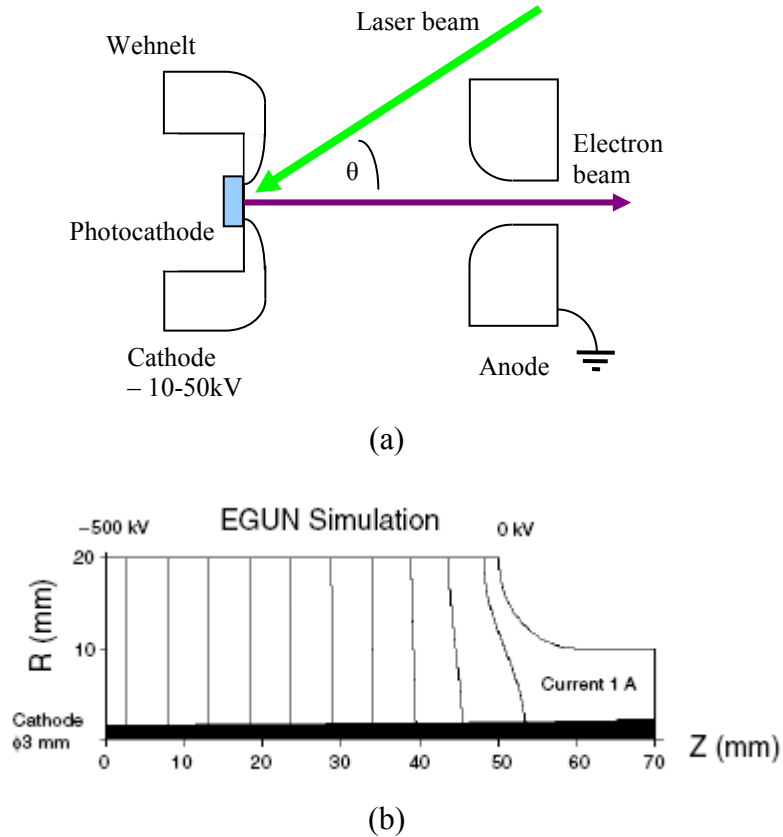 Laser beam
Wehnelt
Electron
beam
θ
Photocathode
Cathode
– 10-50kV
Anode
(a)
–500 kV
EGUN Simulation
0 kV
20
R (mm)
10
Current 1 A
Cathode
ϕ3 mm
0 10 20 30 40 50 60 70
Z (mm)
(b)